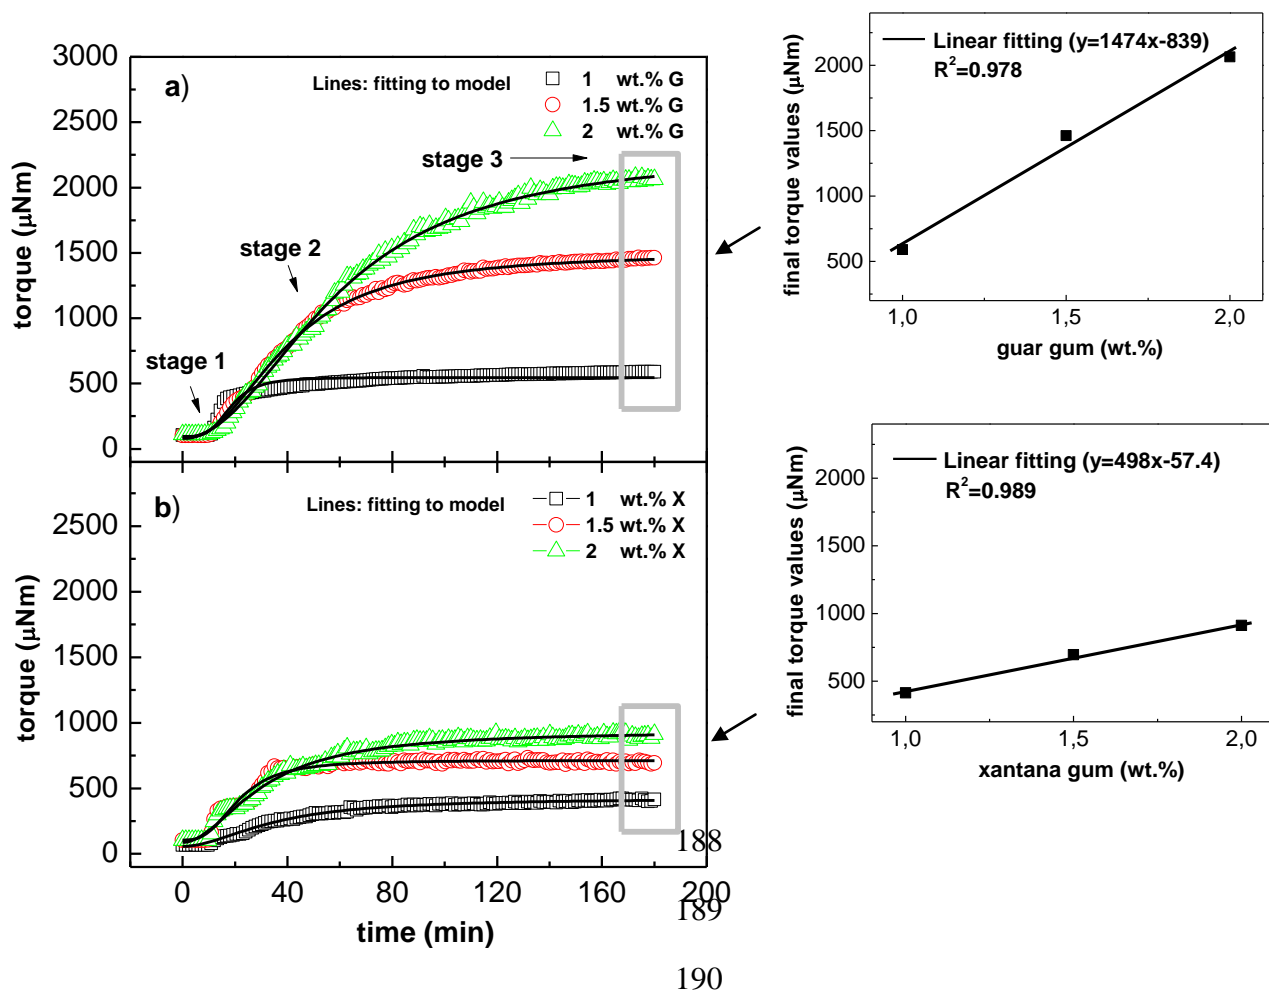 a)
Lines: fitting to model
1 wt.% G
1.5 wt.% G
2 wt.% G
stage 1
stage 2
stage 3
torque (μNm)
3000
2500
2000
1500
1000
500
0
Linear fitting (y=1474x-839)
R²=0.978
final torque values (μNm)
2000
1500
1000
500
1,0
1,5
2,0
guar gum (wt.%)
b)
Lines: fitting to model
1 wt.% X
1.5 wt.% X
2 wt.% X
torque (μNm)
2500
2000
1500
1000
500
0
0
40
80
120
160
200
time (min)
Linear fitting (y=498x-57.4)
R²=0.989
final torque values (μNm)
2000
1500
1000
500
1,0
1,5
2,0
xantana gum (wt.%)
188
189
190